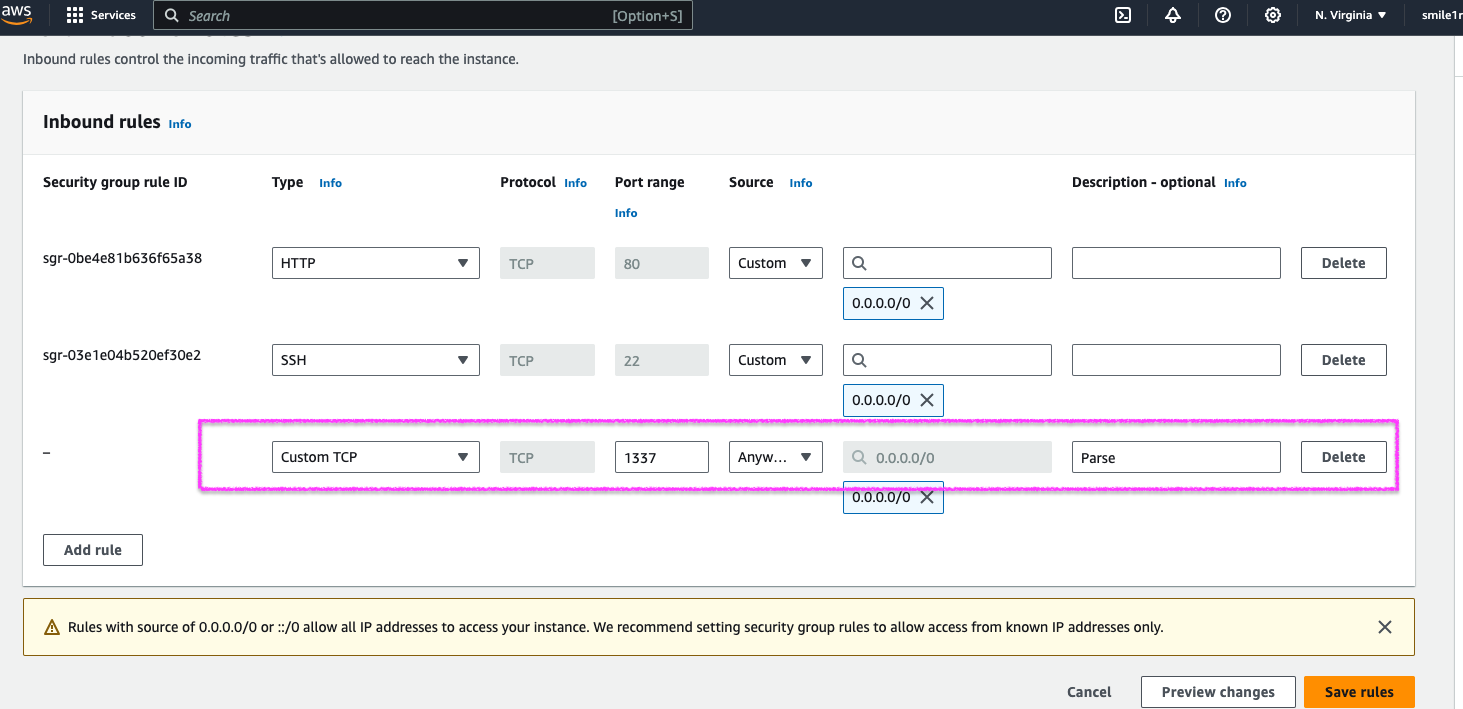 aws Services Search [Option+S] N. Virginia smile1
Inbound rules control the incoming traffic that's allowed to reach the instance.
Inbound rules Info
Security group rule ID Type Info Protocol Info Port range Source Info Description - optional Info
Info
sgr-0be4e81b636f65a38 HTTP TCP 80 Custom Delete
0.0.0.0/0
sgr-03e1e04b520ef30e2 SSH TCP 22 Custom Delete
0.0.0.0/0
– Custom TCP TCP 1337 Anyw... 0.0.0.0/0 Parse Delete
0.0.0.0/0
Add rule
Rules with source of 0.0.0.0/0 or ::/0 allow all IP addresses to access your instance. We recommend setting security group rules to allow access from known IP addresses only.
Cancel Preview changes Save rules